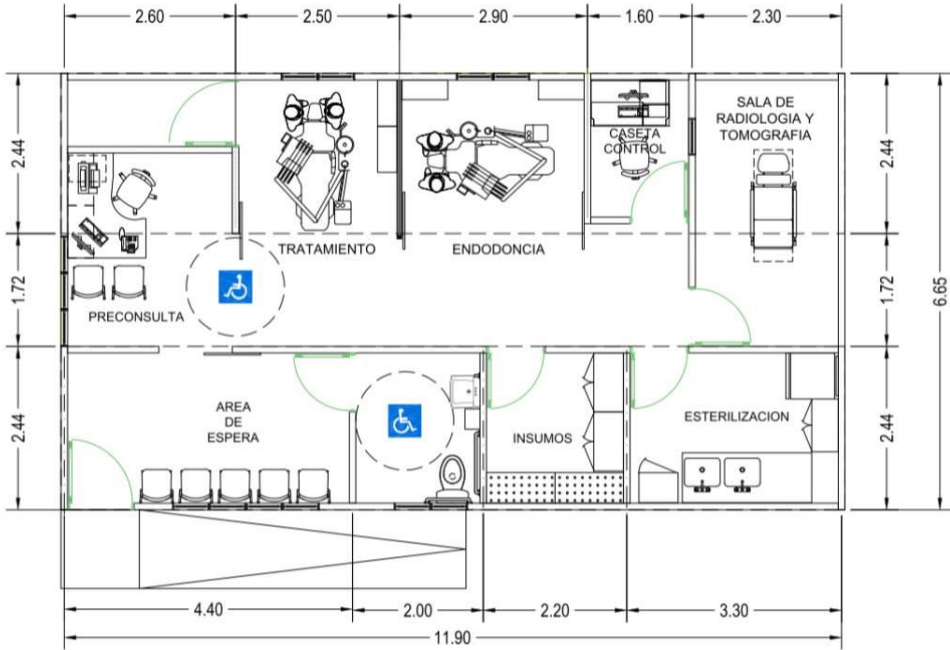 2.60
2.50
2.90
1.60
2.30
2.44
1.72
2.44
SALA DE
RADIOLOGIA Y
TOMOGRAFIA
CASETA
CONTROL
TRATAMIENTO
ENDODONCIA
PRECONSULTA
AREA
DE
ESPERA
INSUMOS
ESTERILIZACION
2.44
1.72
2.44
6.65
4.40
2.00
2.20
3.30
11.90